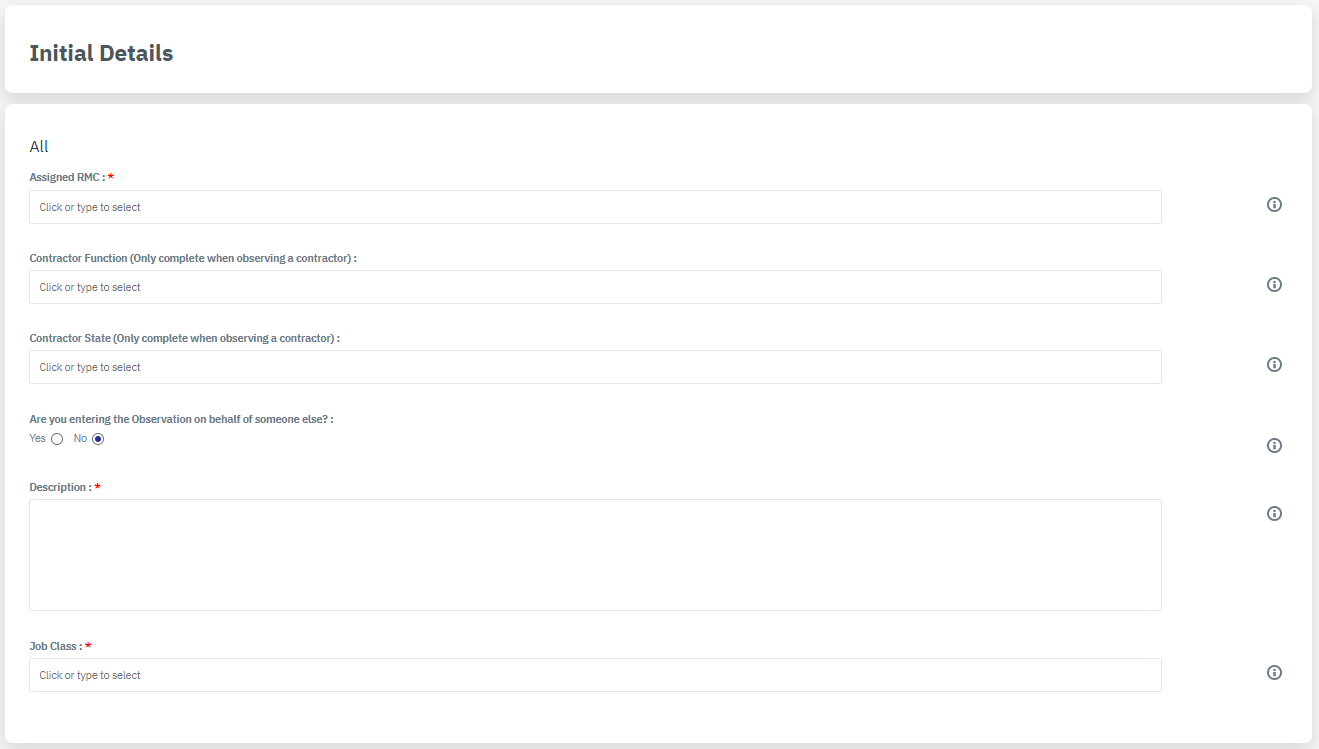 Initial Details
All
Assigned RMC : *
Click or type to select
Contractor Function (Only complete when observing a contractor) :
Click or type to select
Contractor State (Only complete when observing a contractor) :
Click or type to select
Are you entering the Observation on behalf of someone else? :
Yes No
Description : *
Job Class : *
Click or type to select